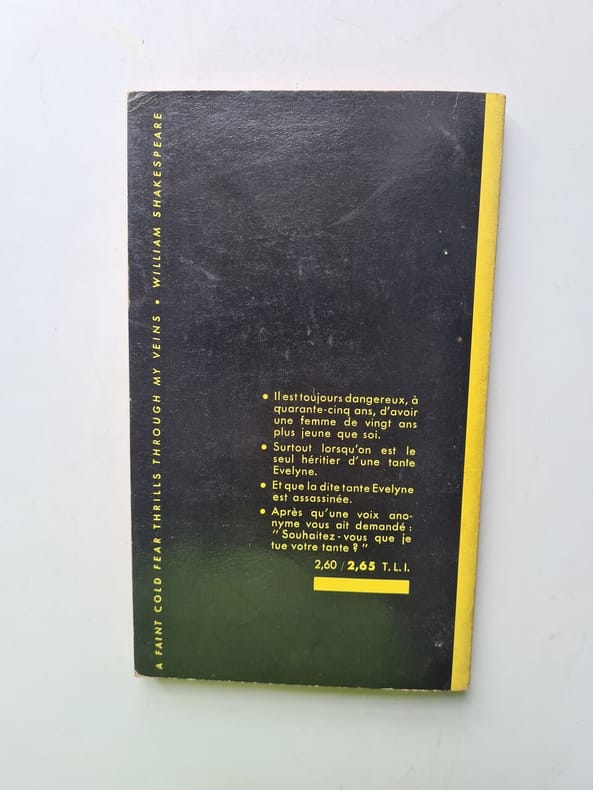 A FAINT COLD FEAR THRILLS THROUGH MY VEINS • WILLIAM SHAKESPEARE
• Il est toujours dangereux, à
quarante-cinq ans, d'avoir
une femme de vingt ans
plus jeune que soi.
• Surtout lorsqu'on est le
seul héritier d'une tante
Evelyne.
• Et que la dite tante Evelyne
est assassinée.
• Après qu'une voix ano-
nyme vous ait demandé :
"Souhaitez-vous que je
tue votre tante ? "
2,60 / 2,65 T.L.I.